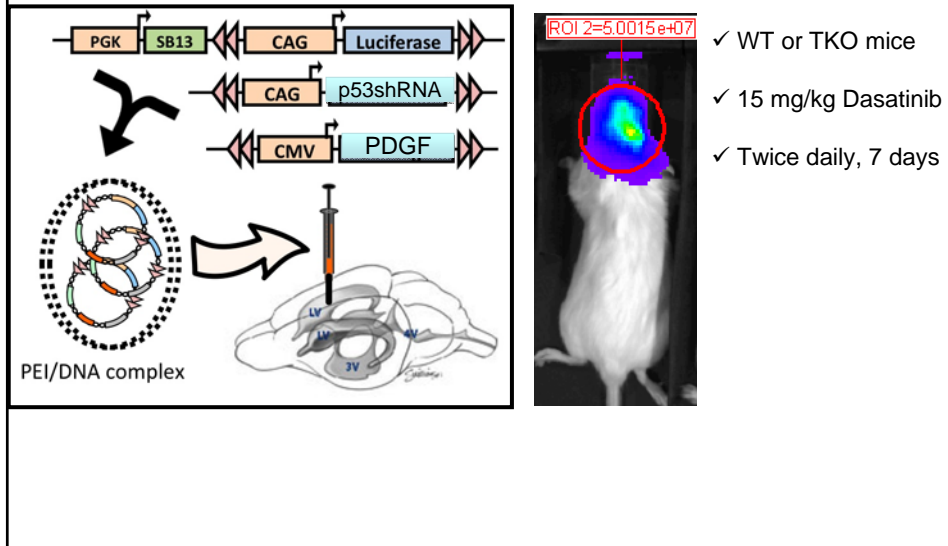 PGK SB13 CAG Luciferase
CAG p53shRNA
CMV PDGF
PEI/DNA complex
LV
LV
3V
4V
ROI 2=5.0015e+07
✓ WT or TKO mice
✓ 15 mg/kg Dasatinib
✓ Twice daily, 7 days